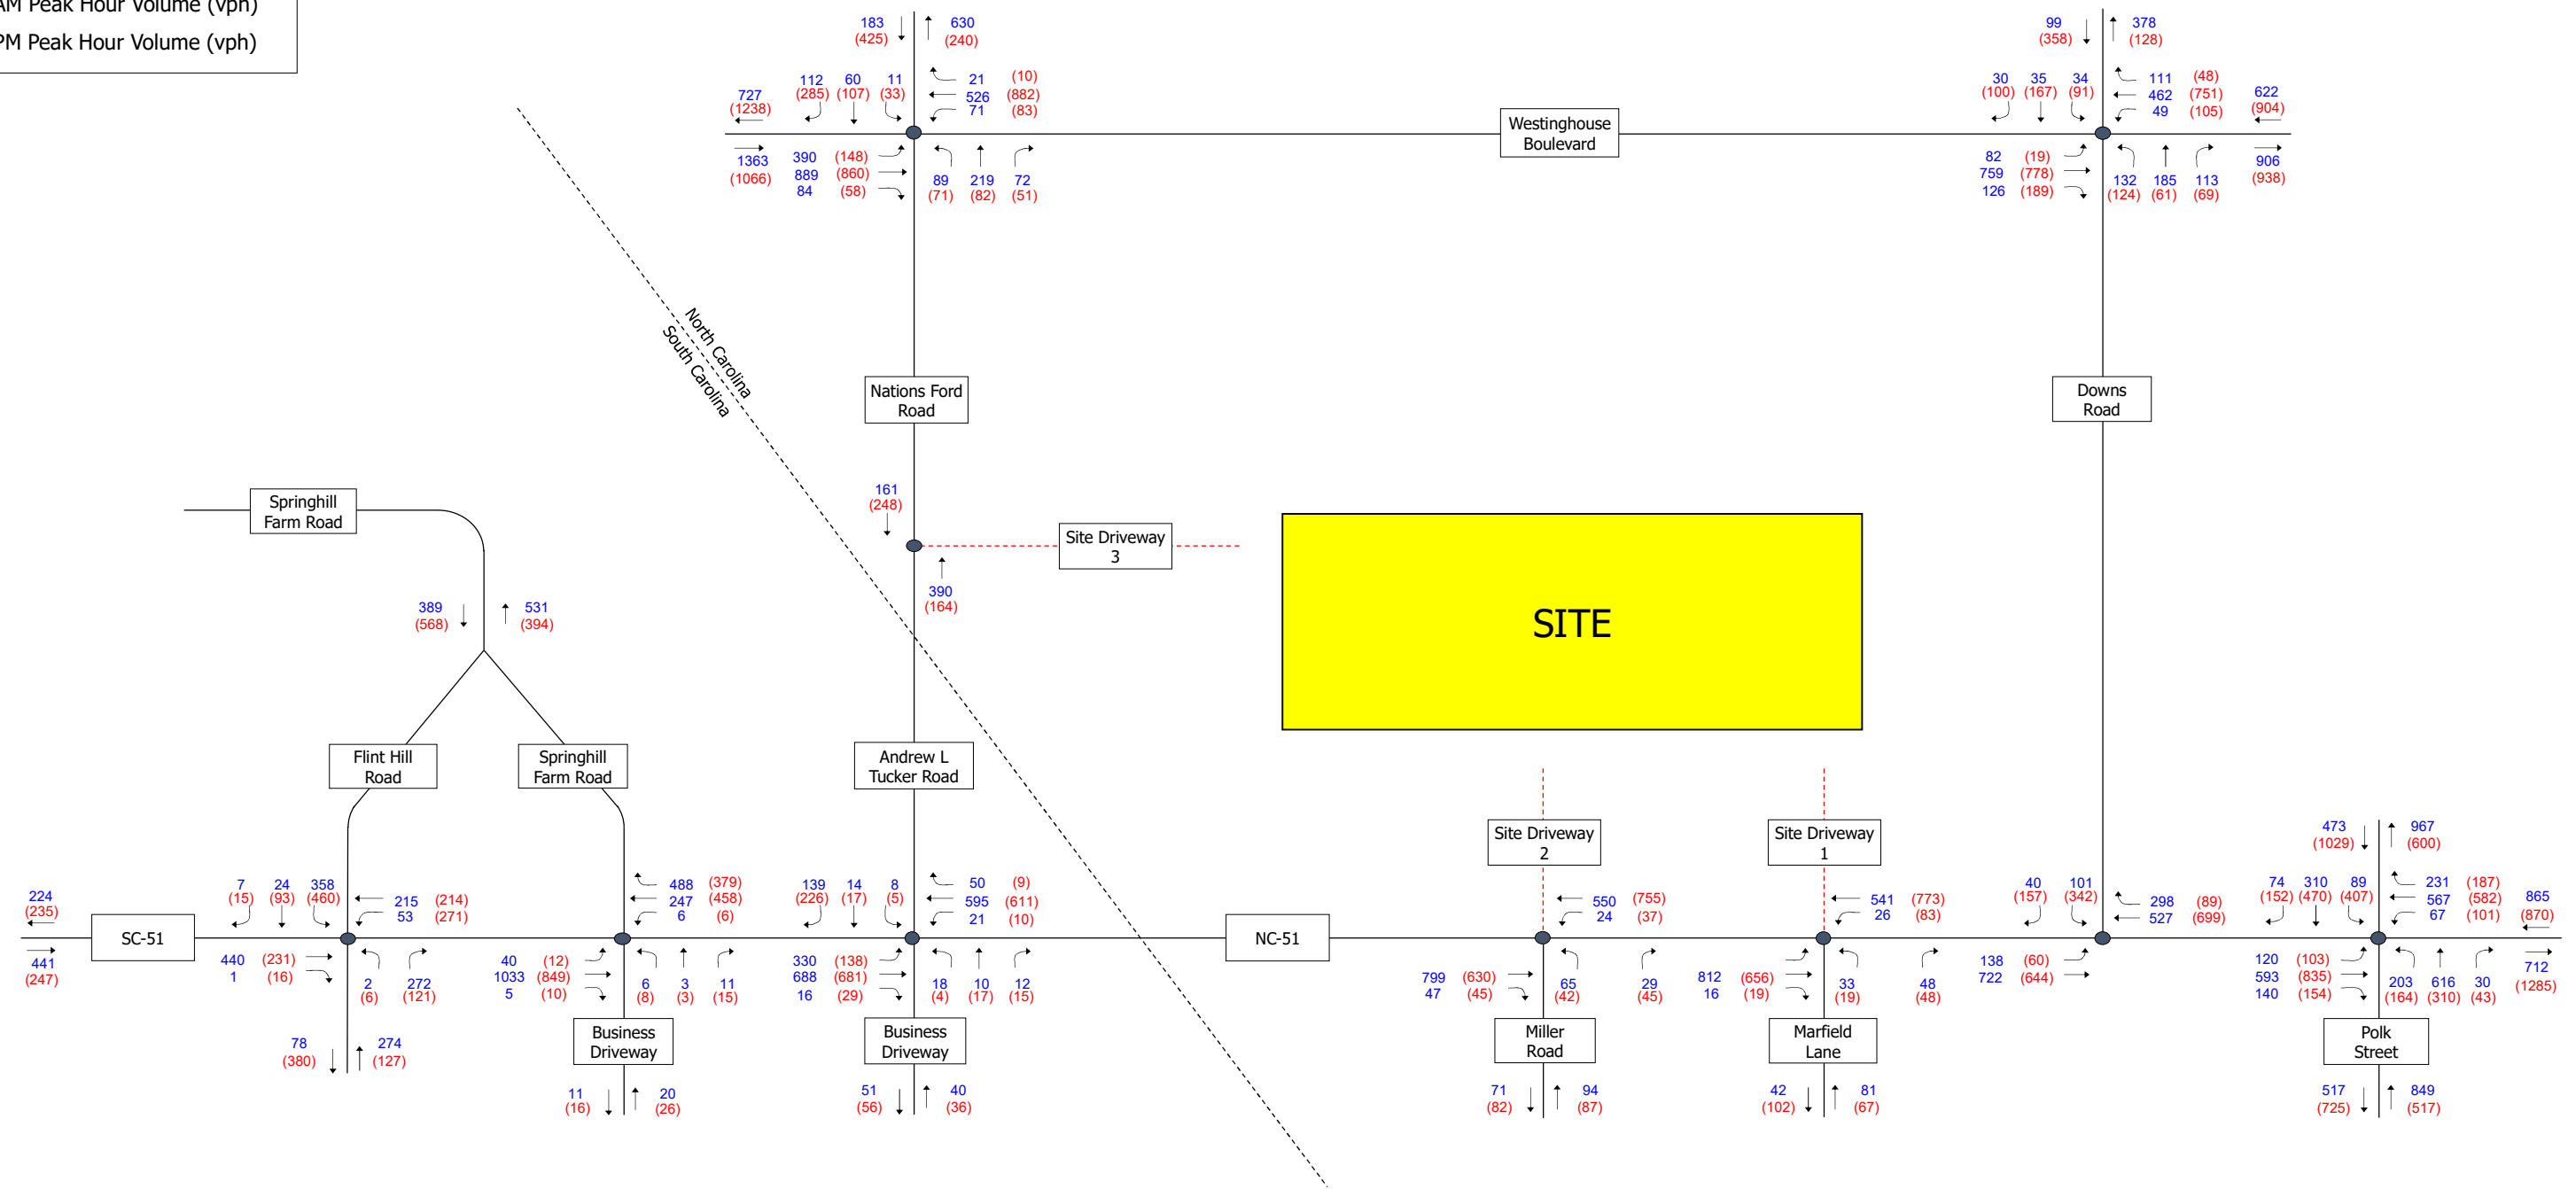 AM Peak Hour Volume (vph)
PM Peak Hour Volume (vph)
183 630
(425) (240)
112 60 11
(285) (107) (33)
21 (10)
526 (882)
71 (83)
727
(1238)
1363
(1066)
390 (148)
889 (860)
84 (58)
89 219 72
(71) (82) (51)
Westinghouse
Boulevard
99 378
(358) (128)
30 35 34
(100) (167) (91)
111 (48)
462 (751)
49 (105)
622
(904)
82 (19)
759 (778)
126 (189)
132 185 113
(124) (61) (69)
906
(938)
North Carolina
South Carolina
Nations Ford
Road
Downs
Road
161
(248)
Springhill
Farm Road
Site Driveway
3
390
(164)
SITE
389 531
(568) (394)
Flint Hill
Road
Springhill
Farm Road
Andrew L
Tucker Road
Site Driveway
2
Site Driveway
1
473 967
(1029) (600)
224
(235)
SC-51
441
(247)
7 24 358
(15) (93) (460)
215 (214)
53 (271)
440 (231)
1 (16)
2 272
(6) (121)
78 274
(380) (127)
488 (379)
247 (458)
6 (6)
40 (12)
1033 (849)
5 (10)
6 3 11
(8) (3) (15)
Business
Driveway
11 20
(16) (26)
139 14 8
(226) (17) (5)
50 (9)
595 (611)
21 (10)
330 (138)
688 (681)
16 (29)
18 10 12
(4) (17) (15)
Business
Driveway
51 40
(56) (36)
NC-51
550 (755)
24 (37)
799 (630)
47 (45)
65 29
(42) (45)
Miller
Road
71 94
(82) (87)
541 (773)
26 (83)
812 (656)
16 (19)
33 48
(19) (48)
Marfield
Lane
42 81
(102) (67)
40 101
(157) (342)
298 (89)
527 (699)
138 (60)
722 (644)
74 310 89
(152) (470) (407)
231 (187)
567 (582)
67 (101)
865
(870)
120 (103)
593 (835)
140 (154)
203 616 30
(164) (310) (43)
712
(1285)
Polk
Street
517 849
(725) (517)